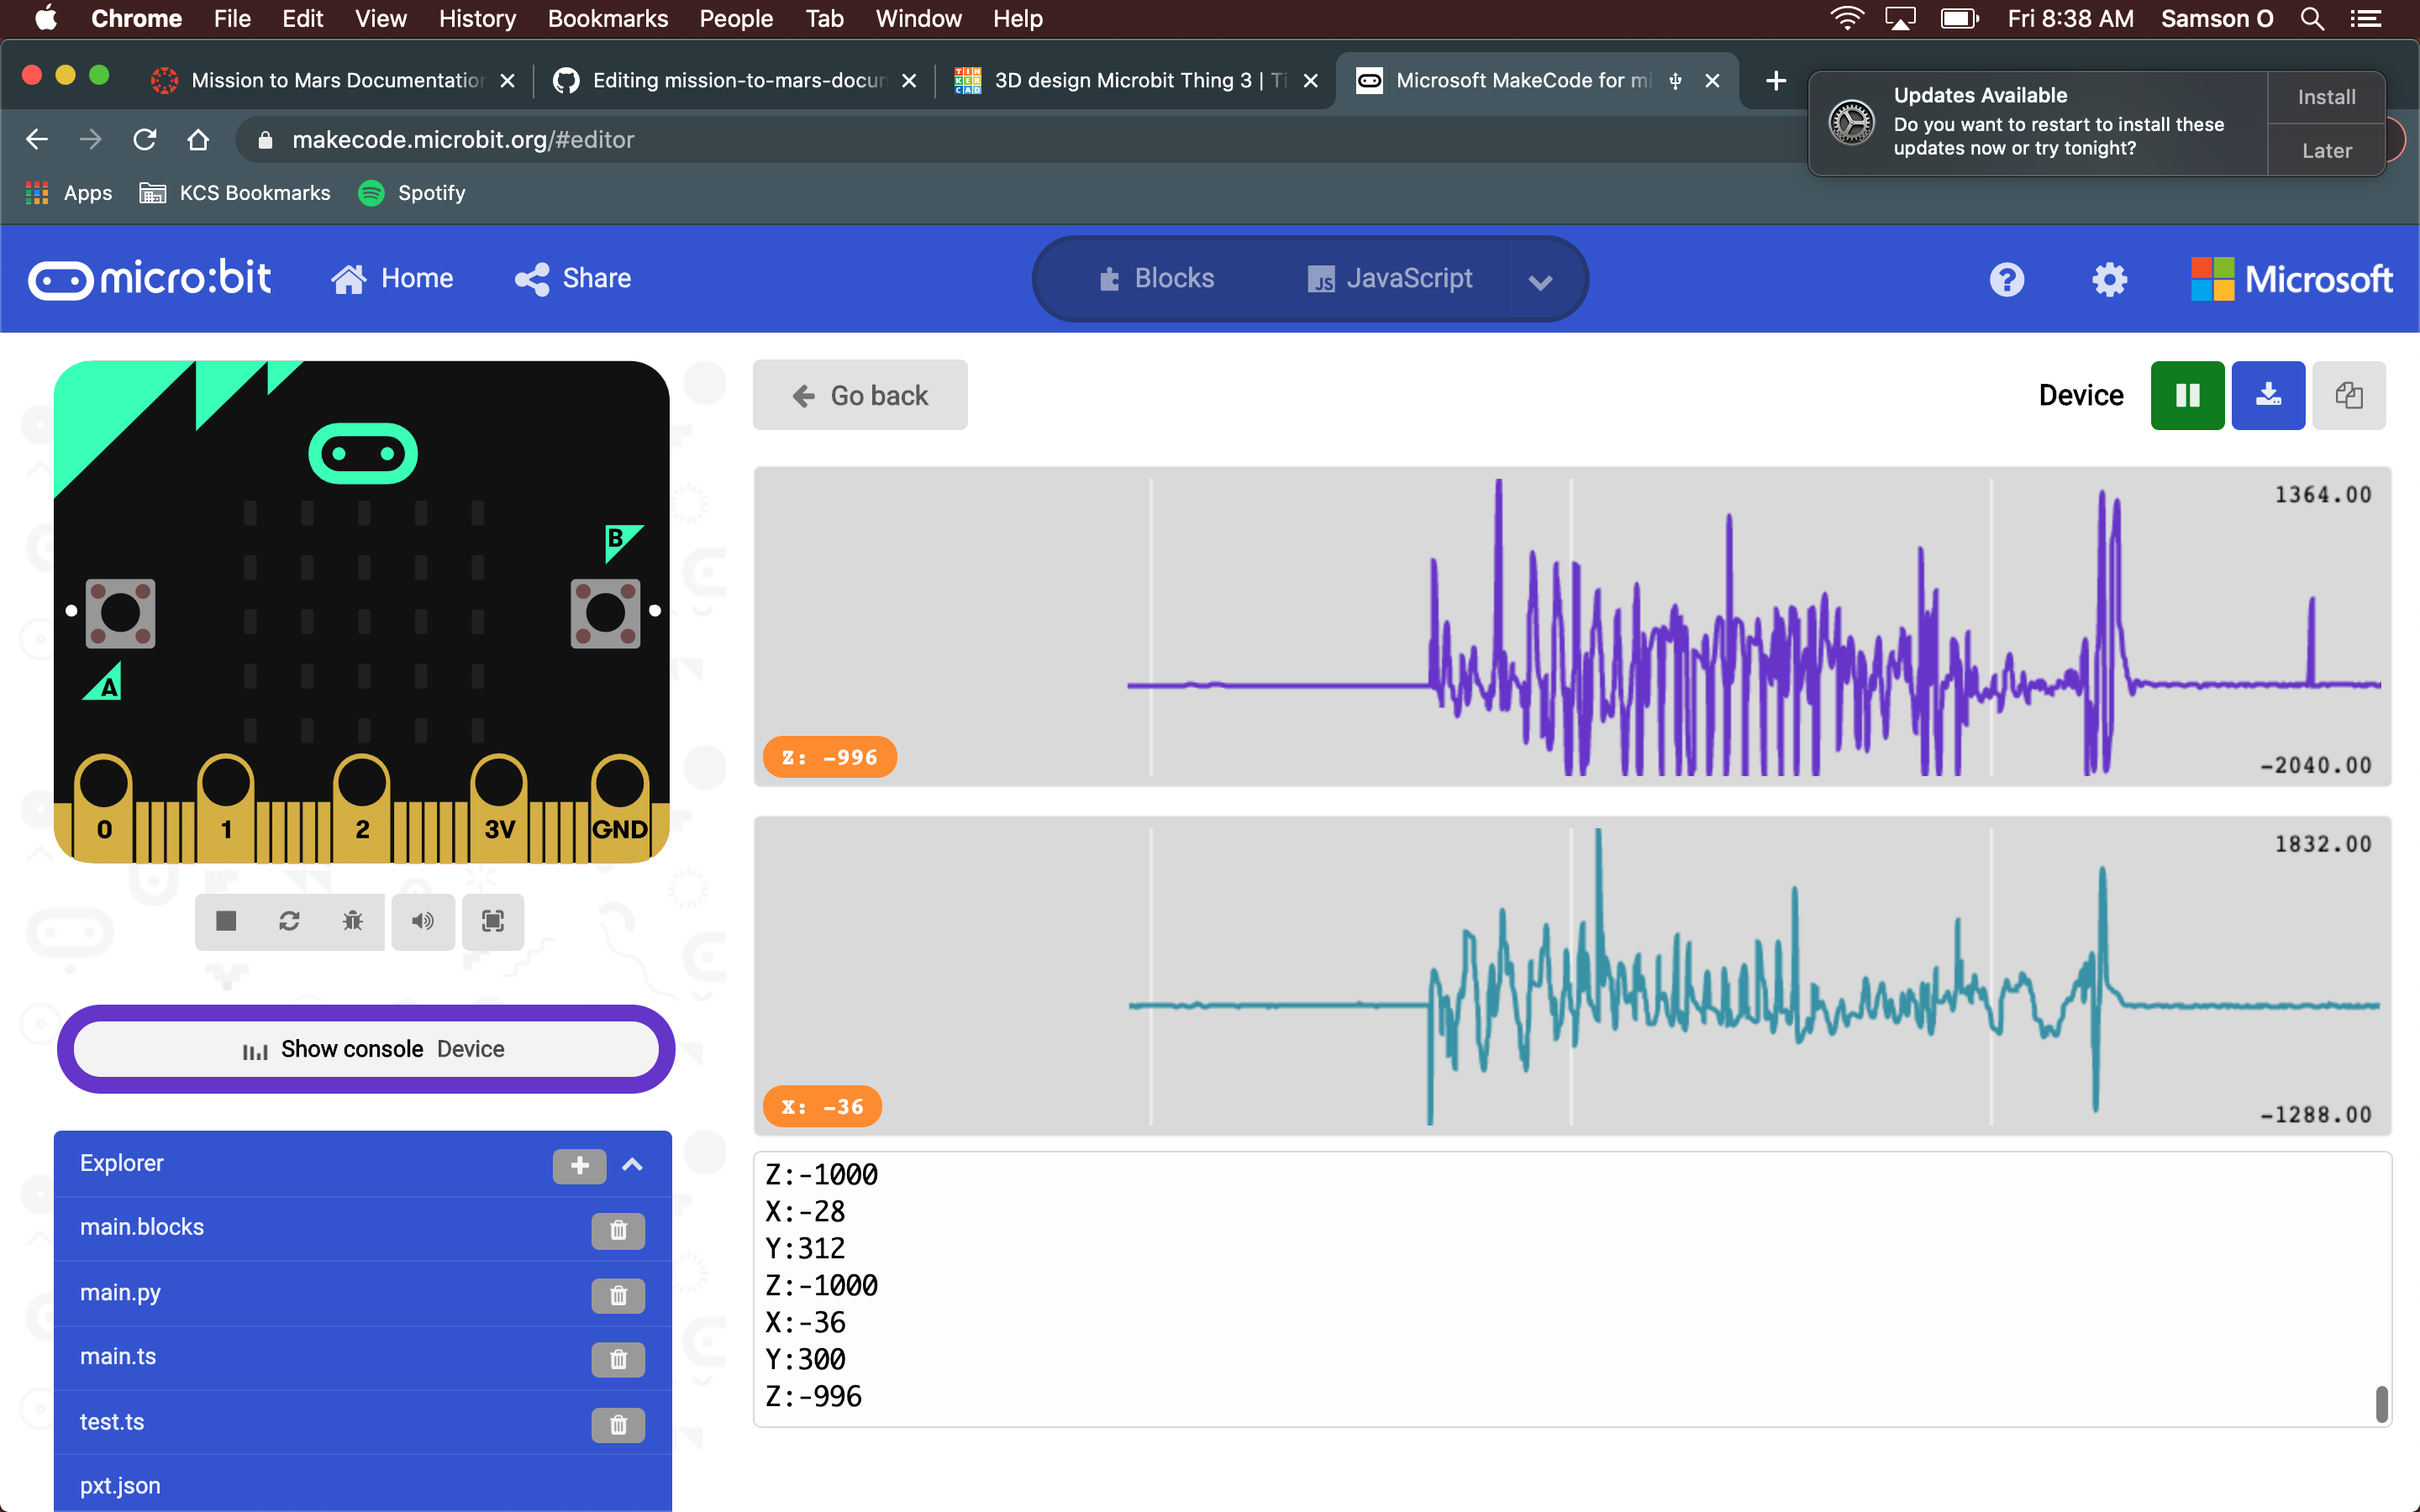 Chrome File Edit View History Bookmarks People Tab Window Help Fri 8:38 AM Samson O
Mission to Mars Documentation Editing mission-to-mars-docum 3D design Microbit Thing 3 | Ti Microsoft MakeCode for mi
Updates Available
Do you want to restart to install these
updates now or try tonight?
Install
Later
makecode.microbit.org/#editor
Apps KCS Bookmarks Spotify
micro:bit Home Share Blocks JS JavaScript Microsoft
Go back Device
B
A
0 1 2 3V GND
Show console Device
Explorer
main.blocks
main.py
main.ts
test.ts
pxt.json
1364.00
Z: -996
-2040.00
1832.00
X: -36
-1288.00
Z:-1000
X:-28
Y:312
Z:-1000
X:-36
Y:300
Z:-996